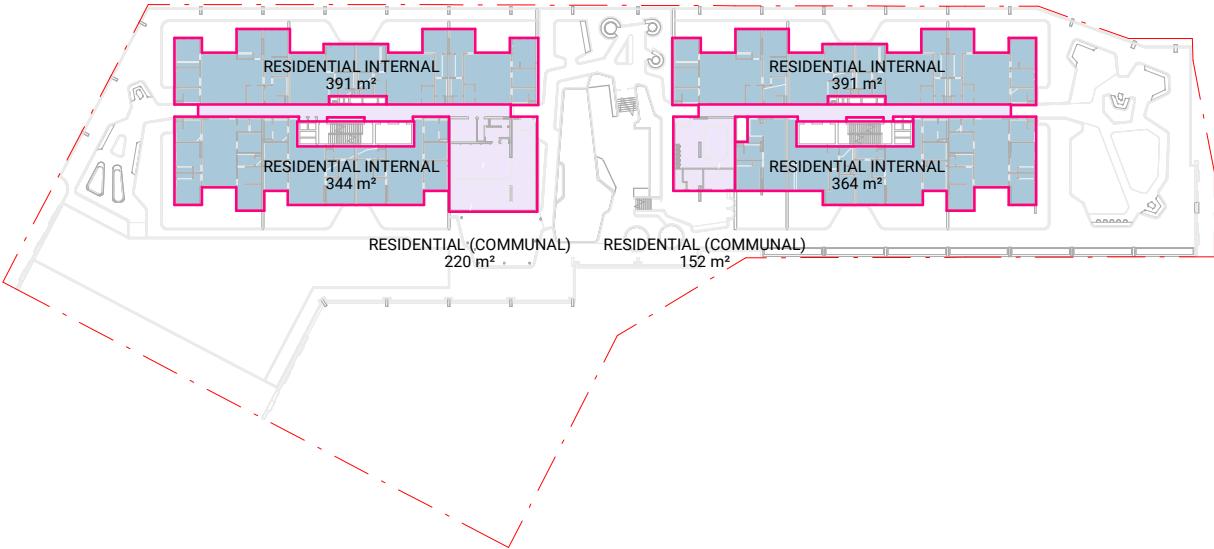 RESIDENTIAL INTERNAL
391 m²
RESIDENTIAL INTERNAL
391 m²
RESIDENTIAL INTERNAL
344 m²
RESIDENTIAL INTERNAL
364 m²
RESIDENTIAL (COMMUNAL)
220 m²
RESIDENTIAL (COMMUNAL)
152 m²